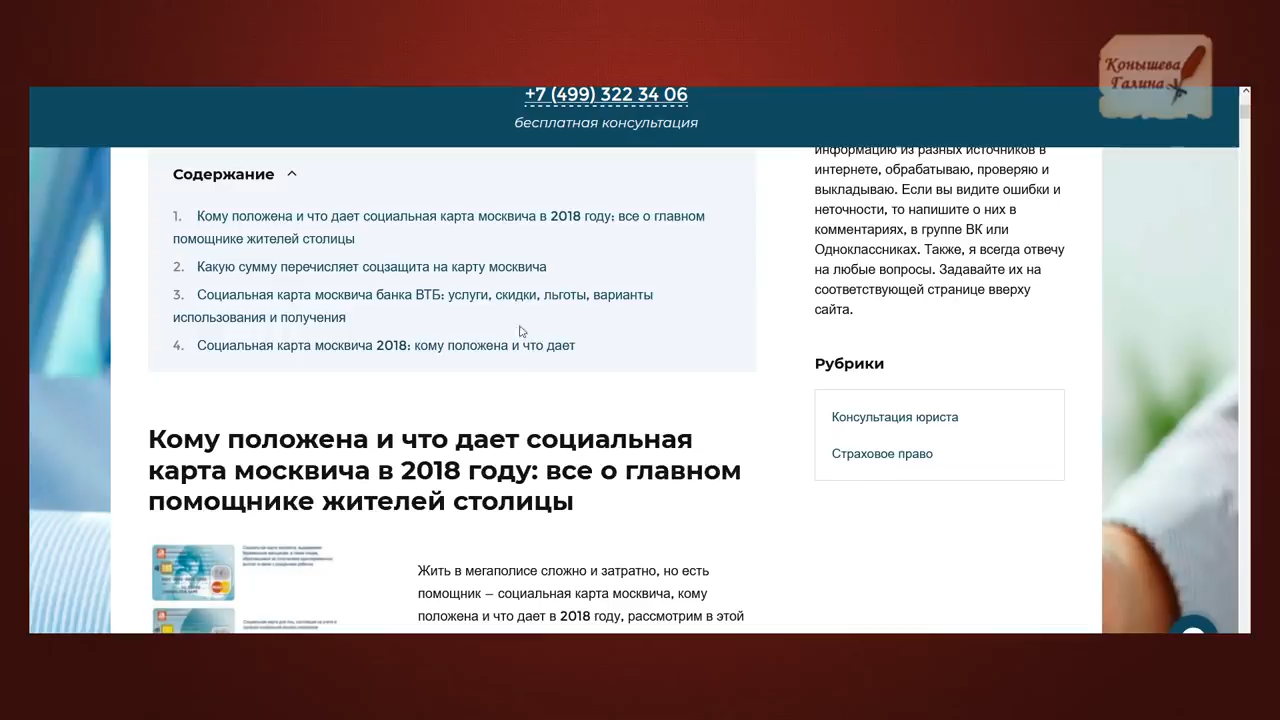 Конышева
Галина
+7 (499) 322 34 06
бесплатная консультация
Содержание
1. Кому положена и что дает социальная карта москвича в 2018 году: все о главном
помощнике жителей столицы
2. Какую сумму перечисляет соцзащита на карту москвича
3. Социальная карта москвича банка ВТБ: услуги, скидки, льготы, варианты
использования и получения
4. Социальная карта москвича 2018: кому положена и что дает
Кому положена и что дает социальная
карта москвича в 2018 году: все о главном
помощнике жителей столицы
Жить в мегаполисе сложно и затратно, но есть
помощник – социальная карта москвича, кому
положена и что дает в 2018 году, рассмотрим в этой
информацию из разных источников в
интернете, обрабатываю, проверяю и
выкладываю. Если вы видите ошибки и
неточности, то напишите о них в
комментариях, в группе ВК или
Одноклассниках. Также, я всегда отвечу
на любые вопросы. Задавайте их на
соответствующей странице вверху
сайта.
Рубрики
Консультация юриста
Страховое право